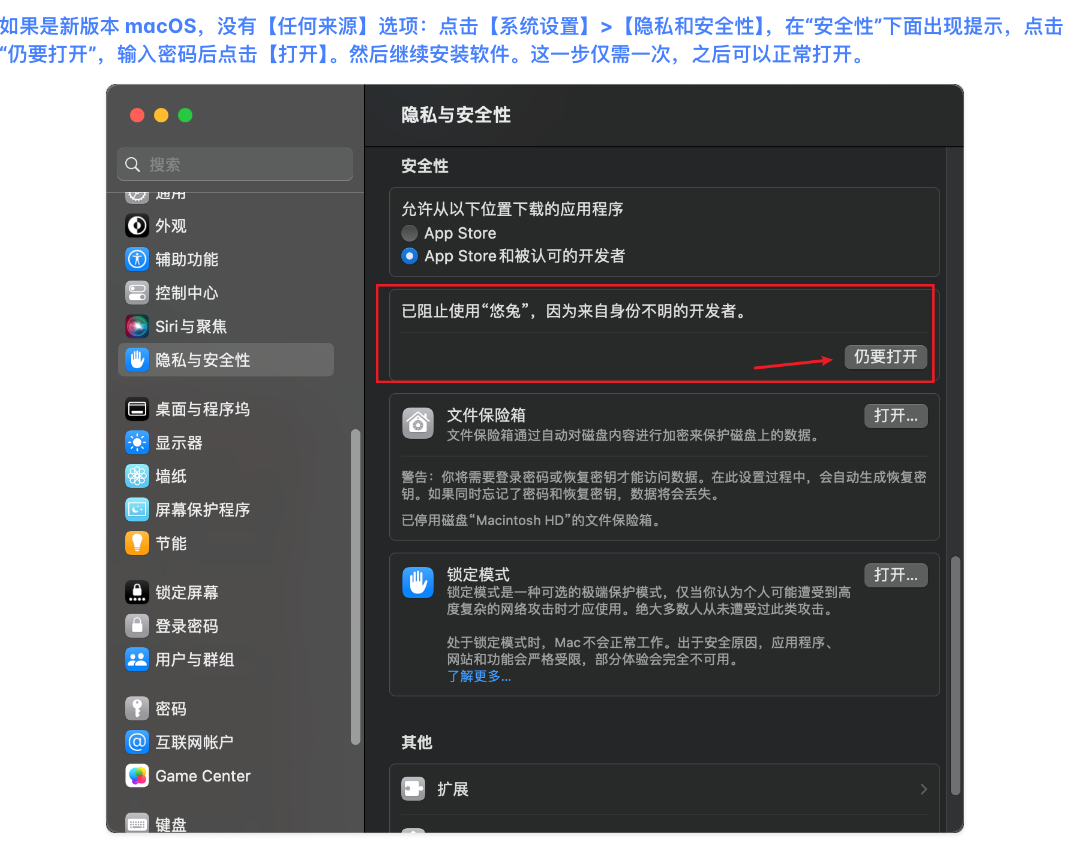 如果是新版本 macOS，没有【任何来源】选项：点击【系统设置】>【隐私和安全性】，在“安全性”下面出现提示，点击
“仍要打开”，输入密码后点击【打开】。然后继续安装软件。这一步仅需一次，之后可以正常打开。
搜索
通用
外观
辅助功能
控制中心
Siri与聚焦
隐私与安全性
桌面与程序坞
显示器
墙纸
屏幕保护程序
节能
锁定屏幕
登录密码
用户与群组
密码
互联网帐户
Game Center
键盘
隐私与安全性
安全性
允许从以下位置下载的应用程序
App Store
App Store和被认可的开发者
已阻止使用“悠兔”，因为来自身份不明的开发者。
仍要打开
文件保险箱
打开...
文件保险箱通过自动对磁盘内容进行加密来保护磁盘上的数据。
警告：你将需要登录密码或恢复密钥才能访问数据。在此设置过程中，会自动生成恢复密
钥。如果同时忘记了密码和恢复密钥，数据将会丢失。
已停用磁盘“Macintosh HD”的文件保险箱。
锁定模式
打开...
锁定模式是一种可选的极端保护模式，仅当你认为个人可能遭受到高
度复杂的网络攻击时才应使用。绝大多数人从未遭受过此类攻击。
处于锁定模式时，Mac不会正常工作。出于安全原因，应用程序、
网站和功能会严格受限，部分体验会完全不可用。
了解更多...
其他
扩展